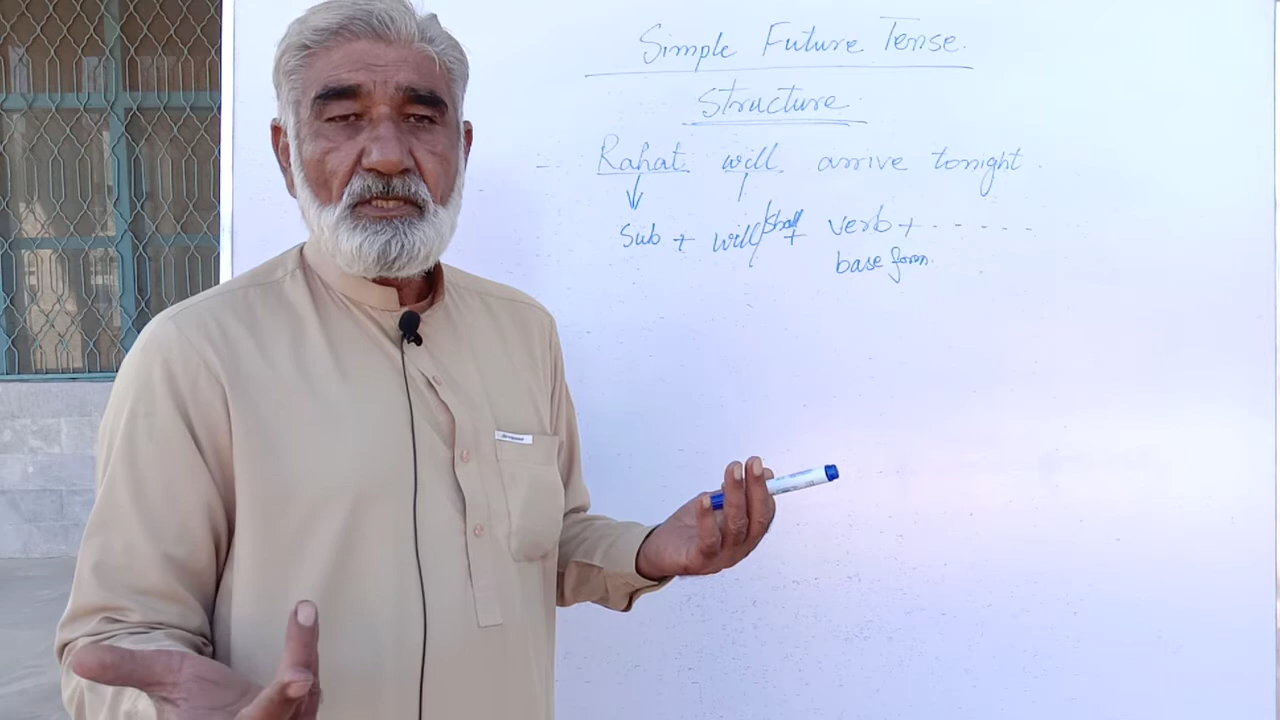 Simple Future Tense.
Structure.
- Rahat will arrive tonight.
Sub + will/shall + verb + - - - - - -
base form.